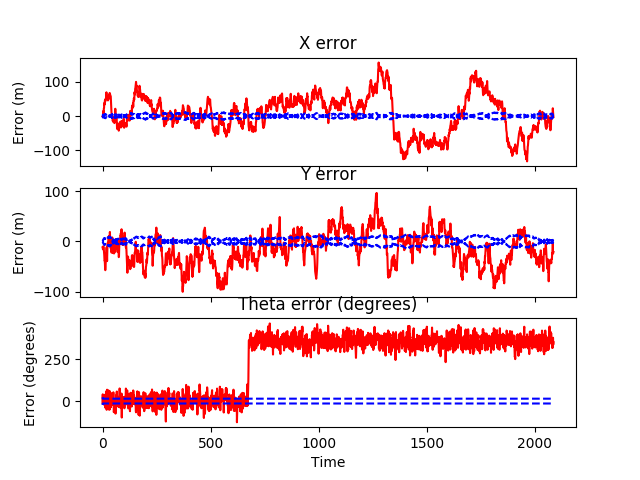 X error
Error (m)
100
0
−100
Y error
Error (m)
100
0
−100
Theta error (degrees)
Error (degrees)
250
0
0
500
1000
1500
2000
Time